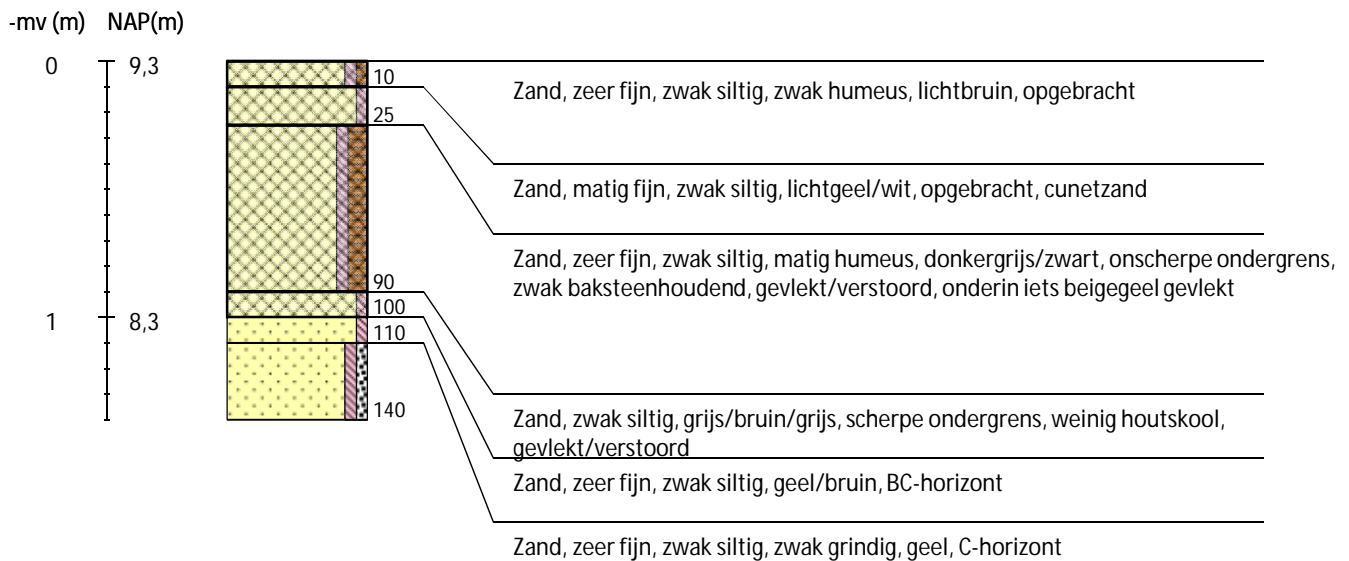 -mv (m) NAP(m)
0 9,3
10
Zand, zeer fijn, zwak siltig, zwak humeus, lichtbruin, opgebracht
25
Zand, matig fijn, zwak siltig, lichtgeel/wit, opgebracht, cunetzand
Zand, zeer fijn, zwak siltig, matig humeus, donkergrijs/zwart, onscherpe ondergrens,
zwak baksteenhoudend, gevlekt/verstoord, onderin iets beigegeel gevlekt
90
100
1 8,3
110
140
Zand, zwak siltig, grijs/bruin/grijs, scherpe ondergrens, weinig houtskool,
gevlekt/verstoord
Zand, zeer fijn, zwak siltig, geel/bruin, BC-horizont
Zand, zeer fijn, zwak siltig, zwak grindig, geel, C-horizont